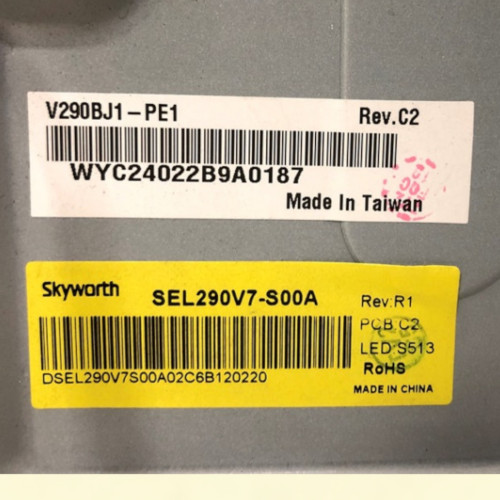 V290BJ1-PE1 Rev.C2
WYC24022B9A0187
Made In Taiwan
Skyworth SEL290V7-S00A Rev:R1
PCB:C2
LED:S513
DSEL290V7S00A02C6B120220 RoHS
MADE IN CHINA